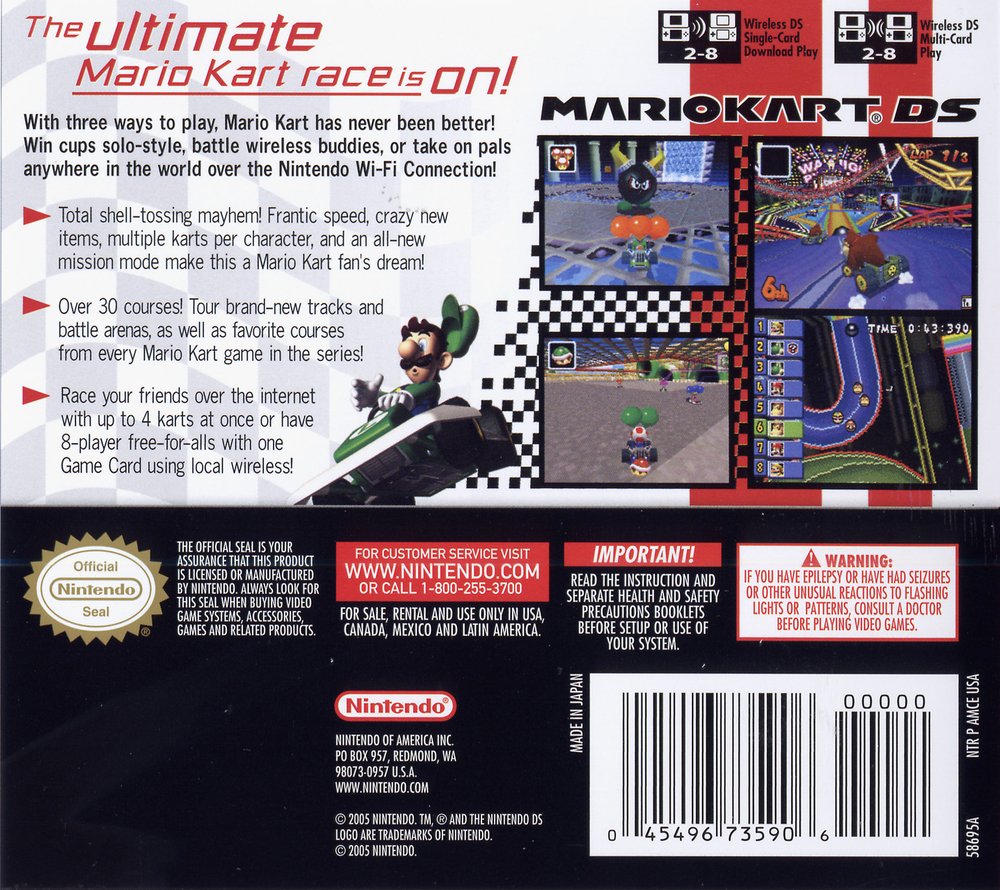 The ultimate
Mario Kart race is on!
With three ways to play, Mario Kart has never been better!
Win cups solo-style, battle wireless buddies, or take on pals
anywhere in the world over the Nintendo Wi-Fi Connection!
Total shell-tossing mayhem! Frantic speed, crazy new
items, multiple karts per character, and an all-new
mission mode make this a Mario Kart fan's dream!
Over 30 courses! Tour brand-new tracks and
battle arenas, as well as favorite courses
from every Mario Kart game in the series!
Race your friends over the internet
with up to 4 karts at once or have
8-player free-for-alls with one
Game Card using local wireless!
2-8
Wireless DS
Single-Card
Download Play
2-8
Wireless DS
Multi-Card
Play
MARIOKART® DS
LAP 1/3
6th
TIME 0:43:390
1
2
3
4
5
6
7
8
Official
Nintendo
Seal
®
THE OFFICIAL SEAL IS YOUR
ASSURANCE THAT THIS PRODUCT
IS LICENSED OR MANUFACTURED
BY NINTENDO. ALWAYS LOOK FOR
THIS SEAL WHEN BUYING VIDEO
GAME SYSTEMS, ACCESSORIES,
GAMES AND RELATED PRODUCTS.
FOR CUSTOMER SERVICE VISIT
WWW.NINTENDO.COM
OR CALL 1-800-255-3700
FOR SALE, RENTAL AND USE ONLY IN USA,
CANADA, MEXICO AND LATIN AMERICA.
IMPORTANT!
READ THE INSTRUCTION AND
SEPARATE HEALTH AND SAFETY
PRECAUTIONS BOOKLETS
BEFORE SETUP OR USE OF
YOUR SYSTEM.
WARNING:
IF YOU HAVE EPILEPSY OR HAVE HAD SEIZURES
OR OTHER UNUSUAL REACTIONS TO FLASHING
LIGHTS OR PATTERNS, CONSULT A DOCTOR
BEFORE PLAYING VIDEO GAMES.
Nintendo®
NINTENDO OF AMERICA INC.
PO BOX 957, REDMOND, WA
98073-0957 U.S.A.
WWW.NINTENDO.COM
© 2005 NINTENDO. TM, ® AND THE NINTENDO DS
LOGO ARE TRADEMARKS OF NINTENDO.
© 2005 NINTENDO.
MADE IN JAPAN
00000
0 45496 73590 6
NTR P AMCE USA
58695A